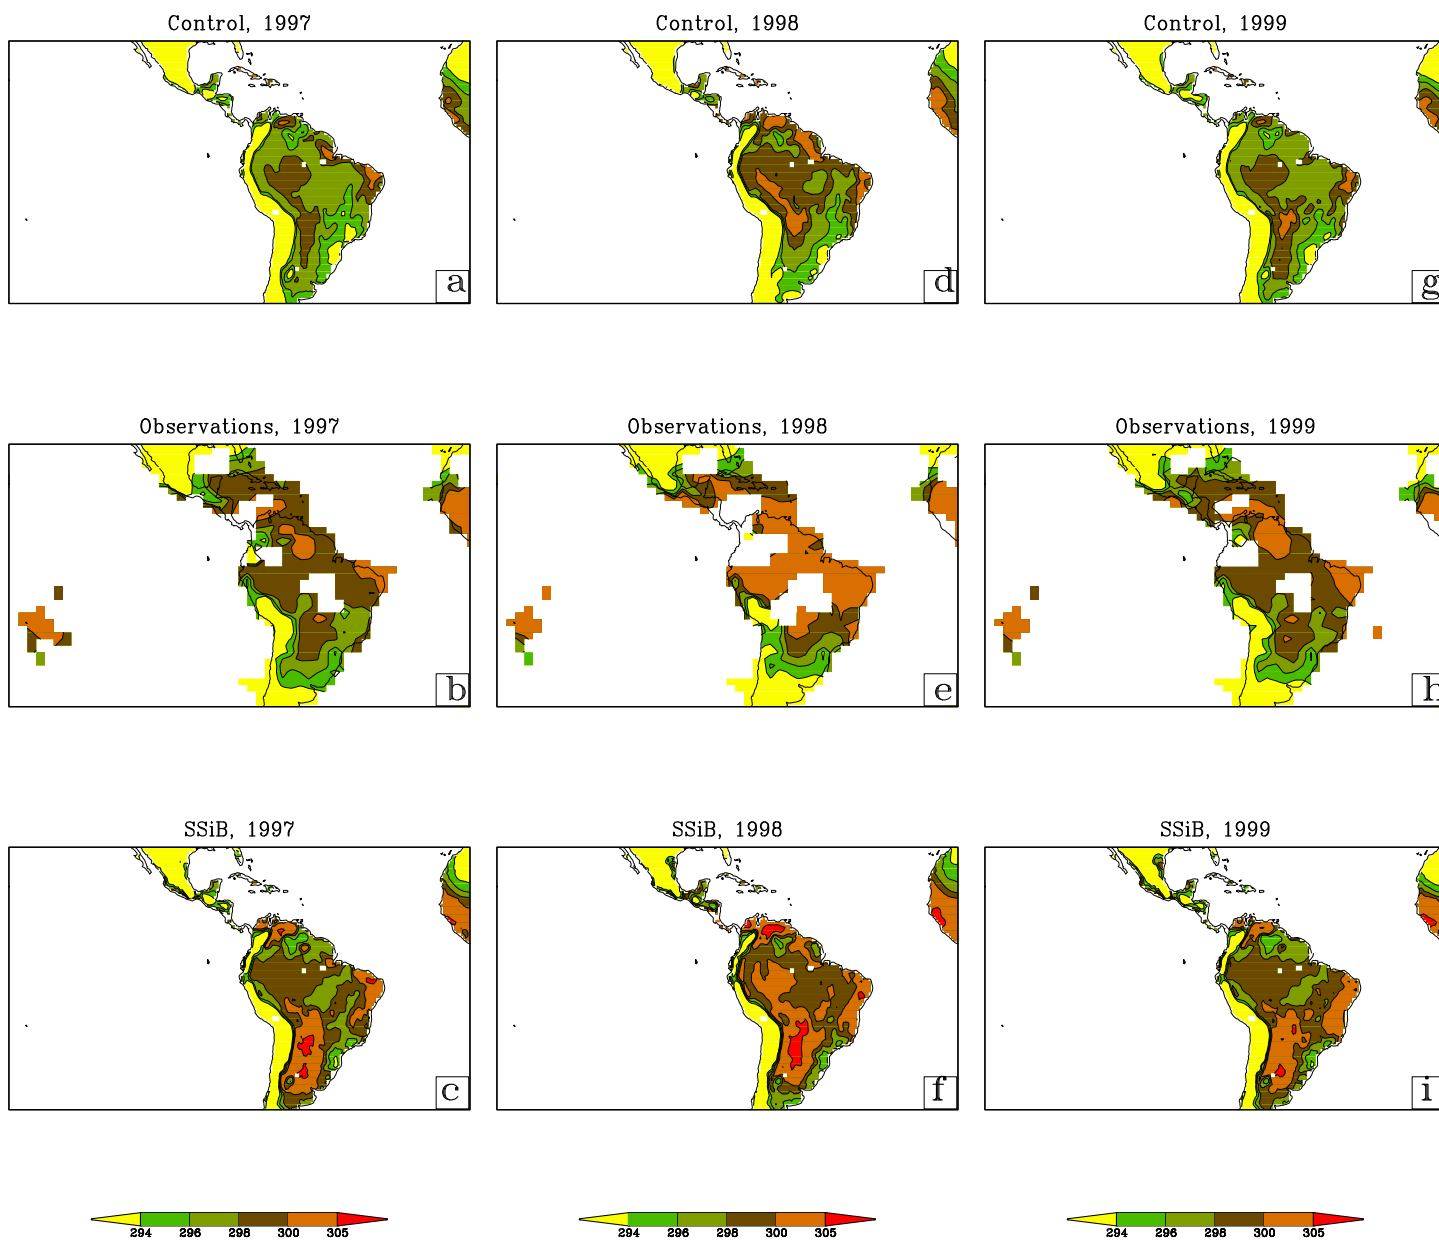 Control, 1997
Control, 1998
Control, 1999
a
d
g
Observations, 1997
Observations, 1998
Observations, 1999
b
e
h
SSiB, 1997
SSiB, 1998
SSiB, 1999
c
f
i
294 296 298 300 305
294 296 298 300 305
294 296 298 300 305